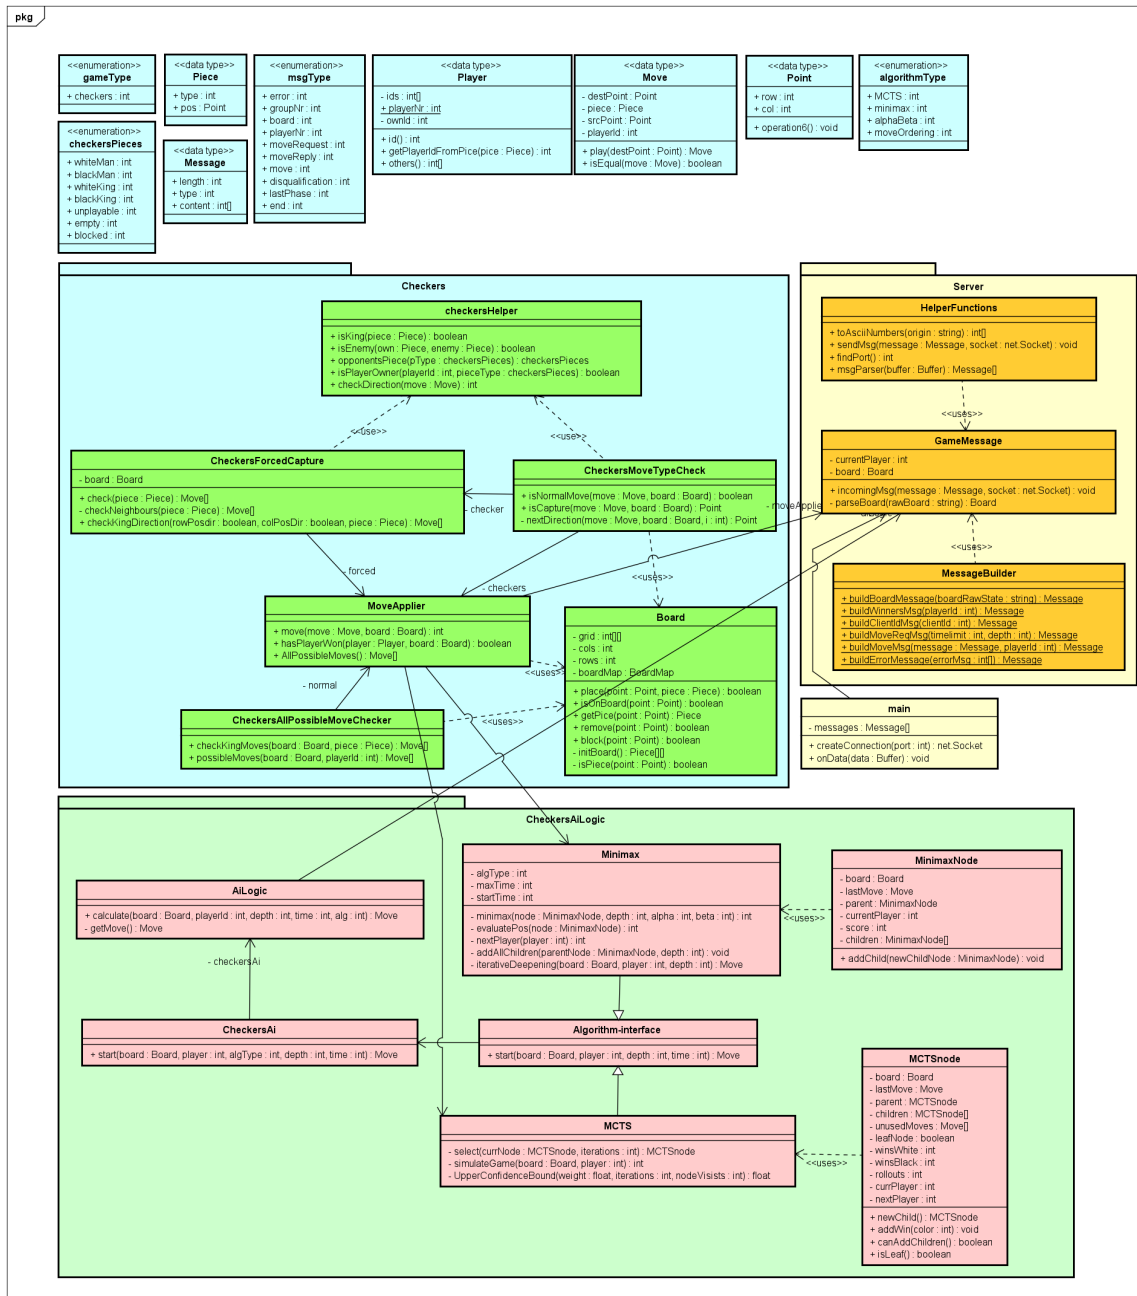 pkg
<<enumeration>>
gameType
+ checkers : int
<<data type>>
Piece
+ type : int
+ pos : Point
<<enumeration>>
msgType
+ error : int
+ groupNr : int
+ board : int
+ playerNr : int
+ moveRequest : int
+ moveReply : int
+ move : int
+ disqualification : int
+ lastPhase : int
+ end : int
<<data type>>
Player
- ids : int[]
+ playerNr : int
- ownId : int
+ id() : int
+ getPlayerIdFromPice(pice : Piece) : int
+ others() : int[]
<<data type>>
Move
- destPoint : Point
- piece : Piece
- srcPoint : Point
- playerId : int
+ play(destPoint : Point) : Move
+ isEqual(move : Move) : boolean
<<data type>>
Point
+ row : int
+ col : int
+ operation6() : void
<<enumeration>>
algorithmType
+ MCTS : int
+ minimax : int
+ alphaBeta : int
+ moveOrdering : int
<<enumeration>>
checkersPieces
+ whiteMan : int
+ blackMan : int
+ whiteKing : int
+ blackKing : int
+ unplayable : int
+ empty : int
+ blocked : int
<<data type>>
Message
+ length : int
+ type : int
+ content : int[]
Checkers
checkersHelper
+ isKing(piece : Piece) : boolean
+ isEnemy(own : Piece, enemy : Piece) : boolean
+ opponentsPiece(pType : checkersPieces) : checkersPieces
+ isPlayerOwner(playerId : int, pieceType : checkersPieces) : boolean
+ checkDirection(move : Move) : int
<<use>>
<<use>>
CheckersForcedCapture
- board : Board
+ check(piece : Piece) : Move[]
- checkNeighbours(piece : Piece) : Move[]
+ checkKingDirection(rowPosdir : boolean, colPosDir : boolean, piece : Piece) : Move[]
CheckersMoveTypeCheck
+ isNormalMove(move : Move, board : Board) : boolean
+ isCapture(move : Move, board : Board) : Point
- nextDirection(move : Move, board : Board, i : int) : Point
- checker
- moveApplie
- forced
- checkers
<<uses>>
MoveApplier
+ move(move : Move, board : Board) : int
+ hasPlayerWon(player : Player, board : Board) : boolean
+ AllPossibleMoves() : Move[]
<<uses>>
- normal
Board
- grid : int[][]
- cols : int
- rows : int
- boardMap : BoardMap
+ place(point : Point, piece : Piece) : boolean
+ isOnBoard(point : Point) : boolean
+ getPice(point : Point) : Piece
+ remove(point : Point) : boolean
+ block(point : Point) : boolean
- initBoard() : Piece[][]
- isPiece(point : Point) : boolean
CheckersAllPossibleMoveChecker
+ checkKingMoves(board : Board, piece : Piece) : Move[]
+ possibleMoves(board : Board, playerId : int) : Move[]
<<uses>>
Server
HelperFunctions
+ toAsciiNumbers(origin : string) : int[]
+ sendMsg(message : Message, socket : net.Socket) : void
+ findPort() : int
+ msgParser(buffer : Buffer) : Message[]
<<uses>>
GameMessage
- currentPlayer : int
- board : Board
+ incomingMsg(message : Message, socket : net.Socket) : void
- parseBoard(rawBoard : string) : Board
<<uses>>
MessageBuilder
+ buildBoardMessage(boardRawState : string) : Message
+ buildWinnersMsg(playerId : int) : Message
+ buildClientIdMsg(clientId : int) : Message
+ buildMoveReqMsg(timelimit : int, depth : int) : Message
+ buildMoveMsg(message : Message, playerId : int) : Message
+ buildErrorMessage(errorMsg : int[]) : Message
main
- messages : Message[]
+ createConnection(port : int) : net.Socket
+ onData(data : Buffer) : void
CheckersAiLogic
AiLogic
+ calculate(board : Board, playerId : int, depth : int, time : int, alg : int) : Move
- getMove() : Move
- checkersAi
Minimax
- algType : int
- maxTime : int
- startTime : int
- minimax(node : MinimaxNode, depth : int, alpha : int, beta : int) : int
- evaluatePos(node : MinimaxNode) : int
- nextPlayer(player : int) : int
- addAllChildren(parentNode : MinimaxNode, depth : int) : void
- iterativeDeepening(board : Board, player : int, depth : int) : Move
<<uses>>
MinimaxNode
- board : Board
- lastMove : Move
- parent : MinimaxNode
- currentPlayer : int
- score : int
- children : MinimaxNode[]
+ addChild(newChildNode : MinimaxNode) : void
CheckersAi
+ start(board : Board, player : int, algType : int, depth : int, time : int) : Move
Algorithm-interface
+ start(board : Board, player : int, depth : int, time : int) : Move
MCTS
- select(currNode : MCTSnode, iterations : int) : MCTSnode
- simulateGame(board : Board, player : int) : int
- UpperConfidenceBound(weight : float, iterations : int, nodeVisists : int) : float
<<uses>>
MCTSnode
- board : Board
- lastMove : Move
- parent : MCTSnode
- children : MCTSnode[]
- unusedMoves : Move[]
- leafNode : boolean
- winsWhite : int
- winsBlack : int
- rollouts : int
- currPlayer : int
- nextPlayer : int
+ newChild() : MCTSnode
+ addWin(color : int) : void
+ canAddChildren() : boolean
+ isLeaf() : boolean